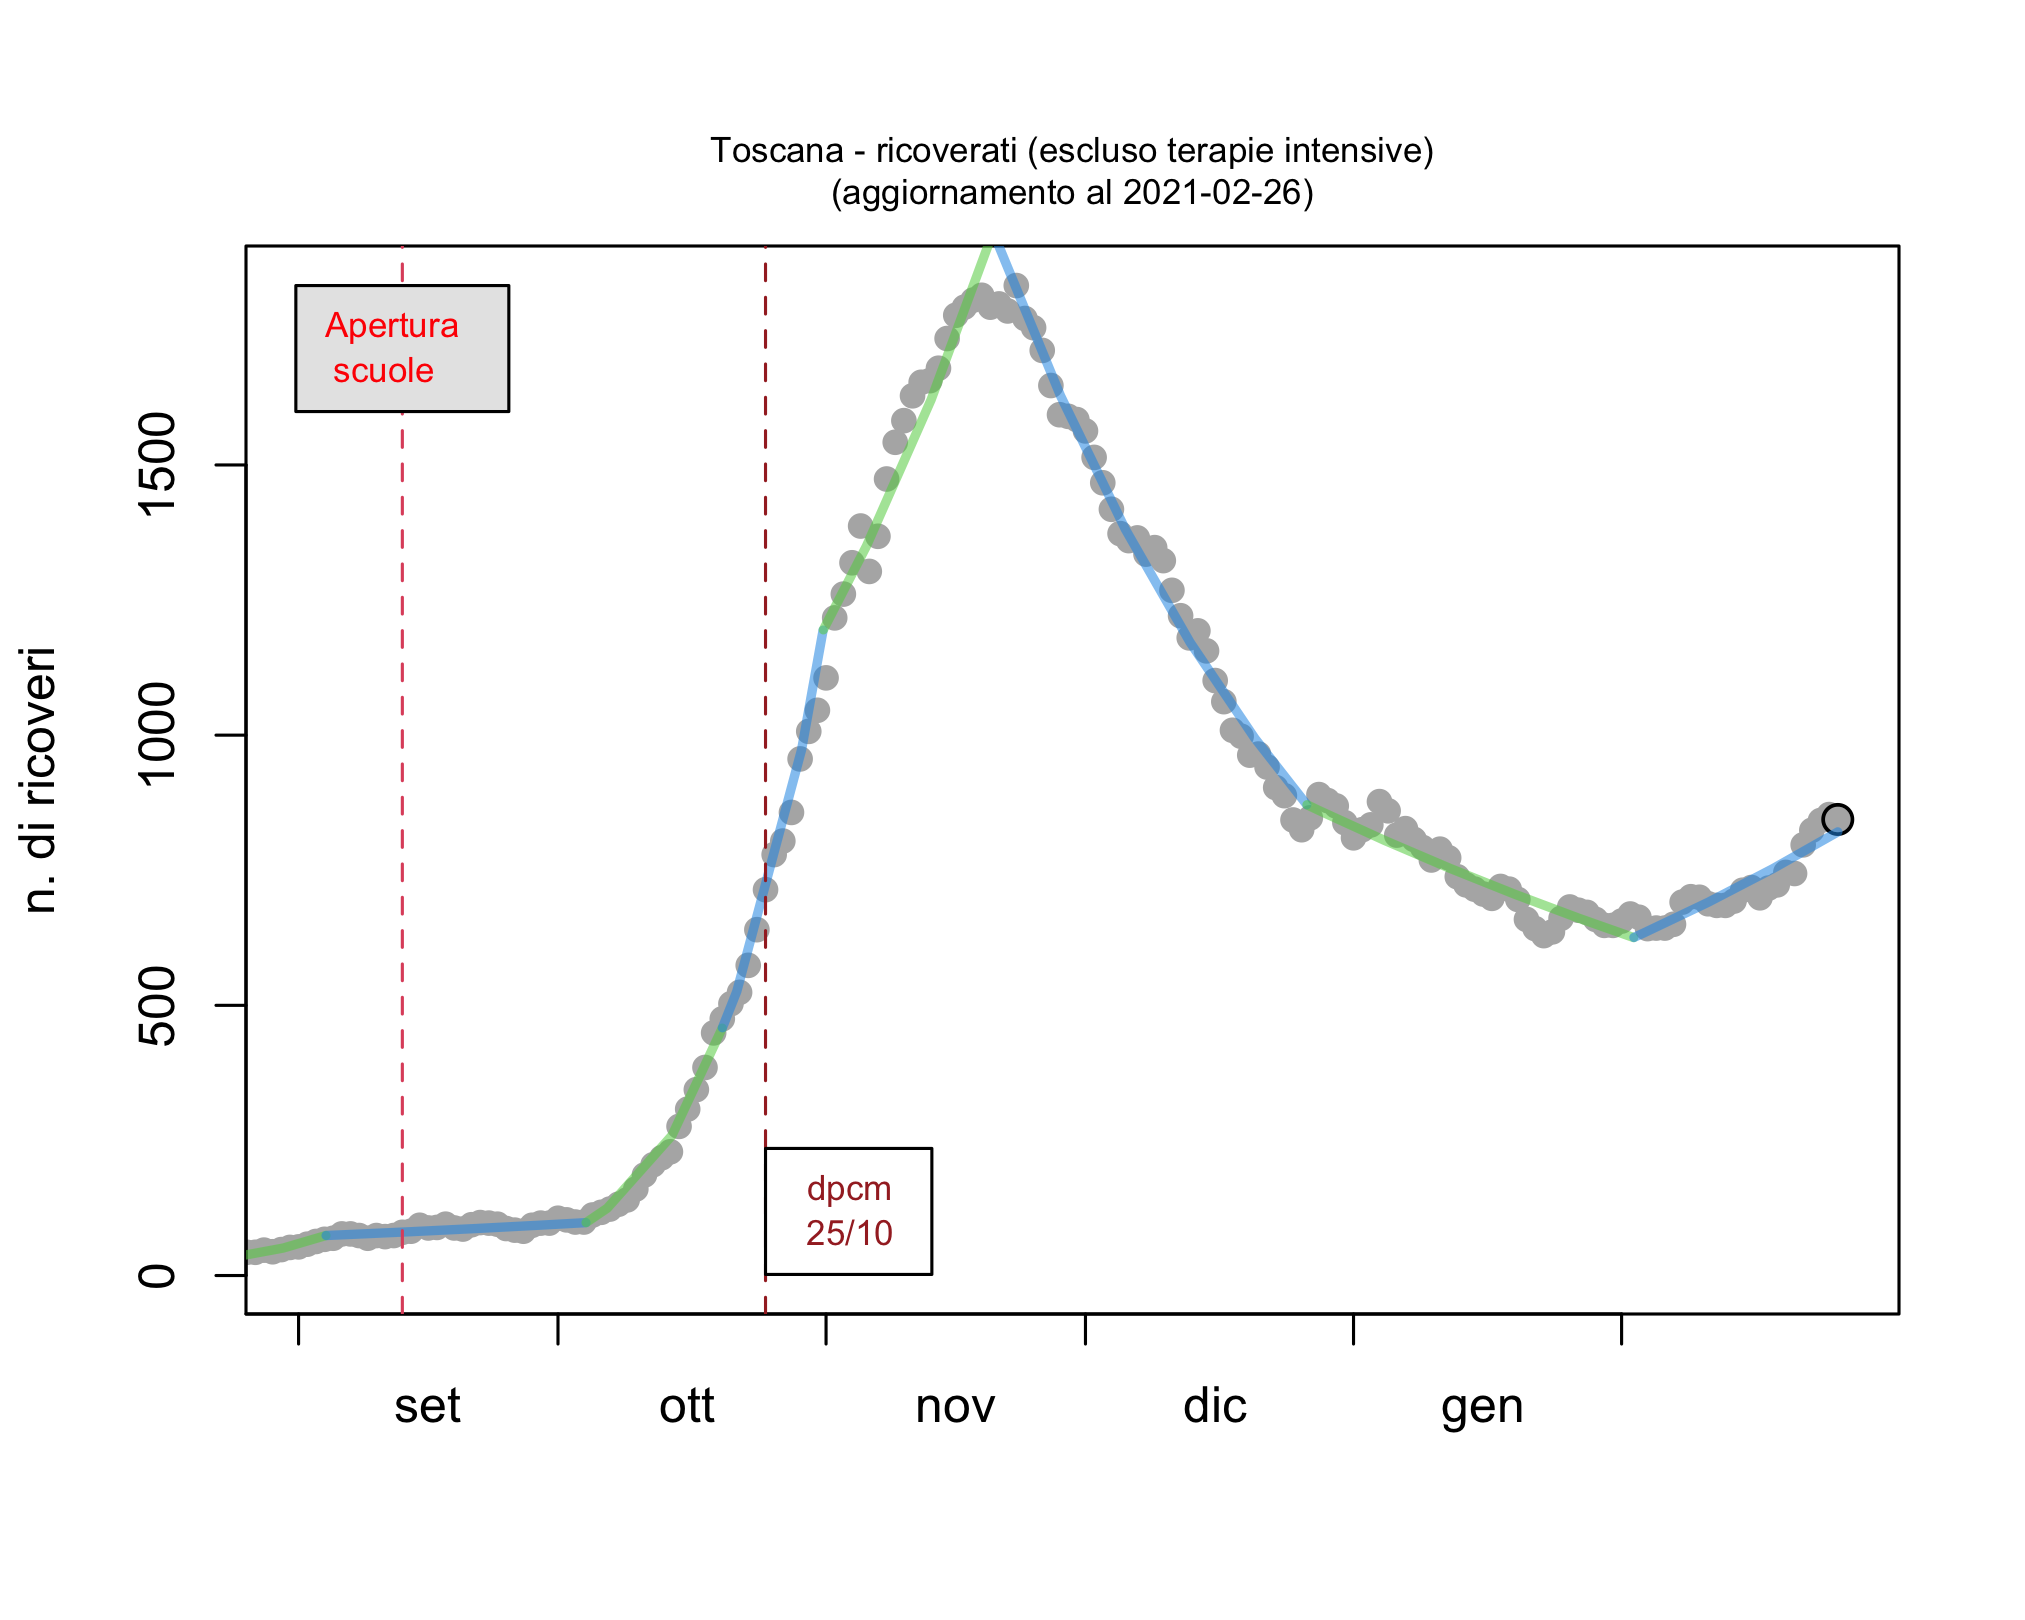 Toscana - ricoverati (escluso terapie intensive)
(aggiornamento al 2021-02-26)
Apertura
scuole
n. di ricoveri
1500
1000
500
0
dpcm
25/10
set ott nov dic gen